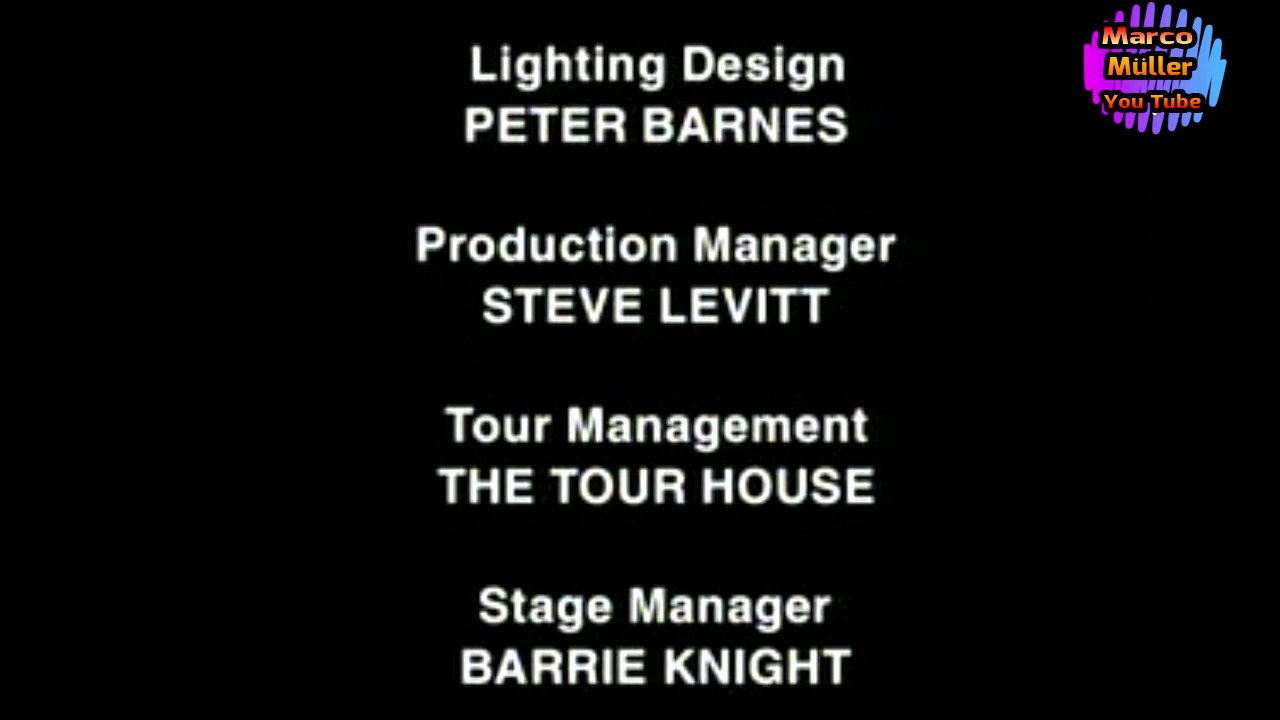 Lighting Design
PETER BARNES
Production Manager
STEVE LEVITT
Tour Management
THE TOUR HOUSE
Stage Manager
BARRIE KNIGHT
Marco
Müller
You Tube